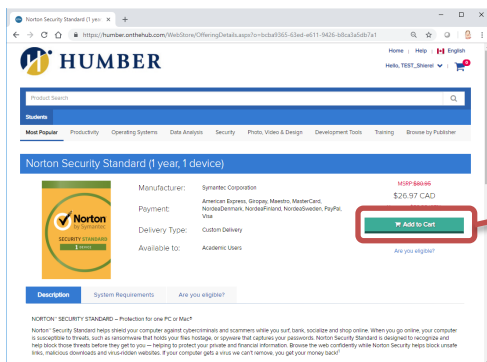 Norton Security Standard (1 yea
https://humber.onthehub.com/WebStore/OfferingDetails.aspx?o=bcba9365-63ed-e611-9426-b8ca3a5db7a1
Home | Help | English
HUMBER
Hello, TEST_Shierel
0
Product Search
Students
Most Popular Productivity Operating Systems Data Analysis Security Photo, Video & Design Development Tools Training Browse by Publisher
Norton Security Standard (1 year, 1 device)
Manufacturer: Symantec Corporation
MSRP: $80.95
$26.97 CAD
Payment: American Express, Giropay, Maestro, MasterCard,
NordeaDenmark, NordeaFinland, NordeaSweden, PayPal,
Visa
Add to Cart
Delivery Type: Custom Delivery
Available to: Academic Users
Are you eligible?
Norton
by Symantec
SECURITY STANDARD
1 DEVICE
Description System Requirements Are you eligible?
NORTON™ SECURITY STANDARD – Protection for one PC or Mac®
Norton™ Security Standard helps shield your computer against cybercriminals and scammers while you surf, bank, socialize and shop online. When you go online, your computer
is susceptible to threats, such as ransomware that holds your files hostage, or spyware that captures your passwords. Norton Security Standard is designed to recognize and
help block those threats before they get to you — helping to protect your private and financial information. Browse the web confidently while Norton Security helps block unsafe
links, malicious downloads and virus-ridden websites. If your computer gets a virus we can't remove, you get your money back!¹